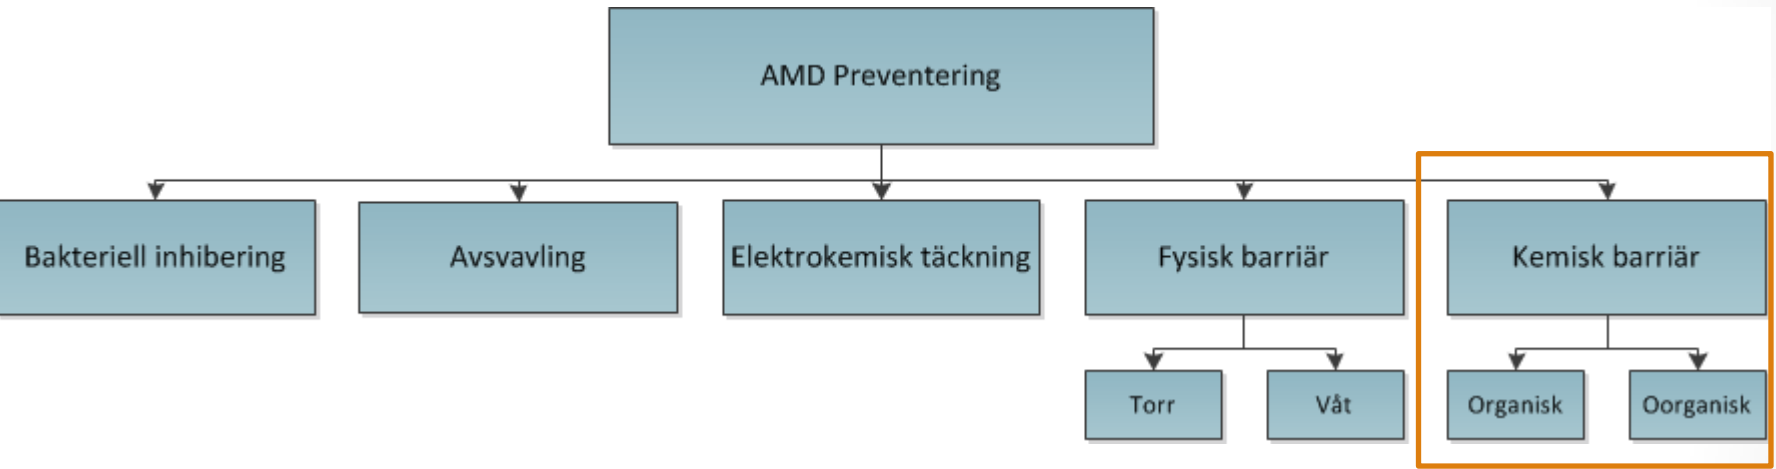 AMD Preventering
Bakteriell inhibering
Avsvavling
Elektrokemisk täckning
Fysisk barriär
Kemisk barriär
Torr
Våt
Organisk
Oorganisk